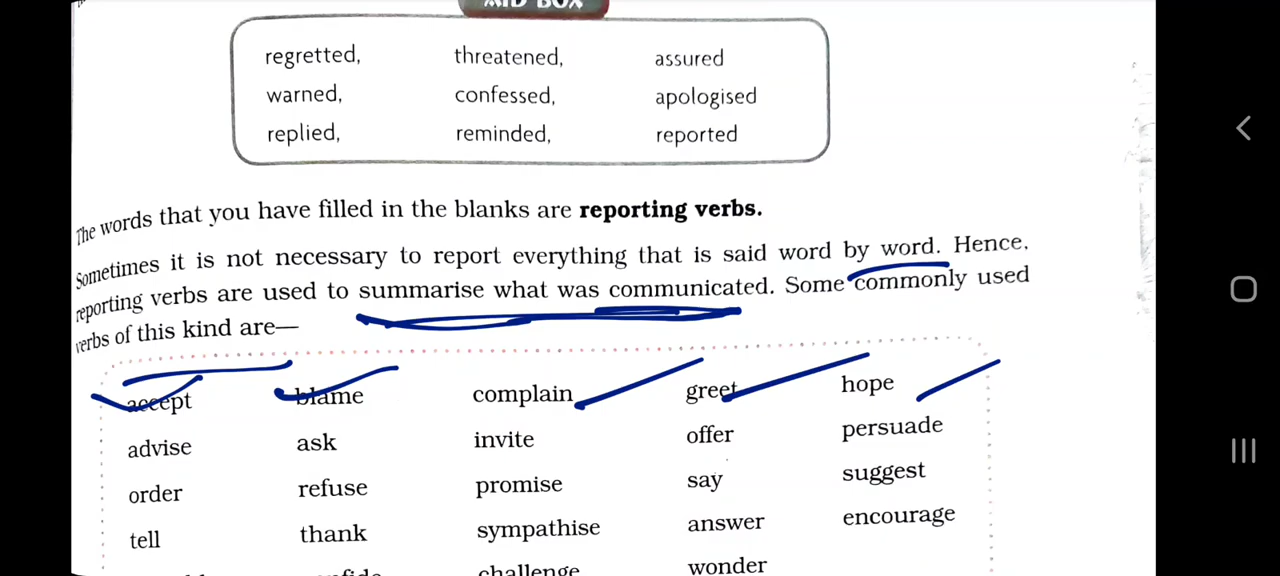 AID BOX
regretted, threatened, assured
warned, confessed, apologised
replied, reminded, reported
The words that you have filled in the blanks are reporting verbs.
Sometimes it is not necessary to report everything that is said word by word. Hence,
reporting verbs are used to summarise what was communicated. Some commonly used
verbs of this kind are—
accept blame complain greet hope
advise ask invite offer persuade
order refuse promise say suggest
tell thank sympathise answer encourage
challenge wonder